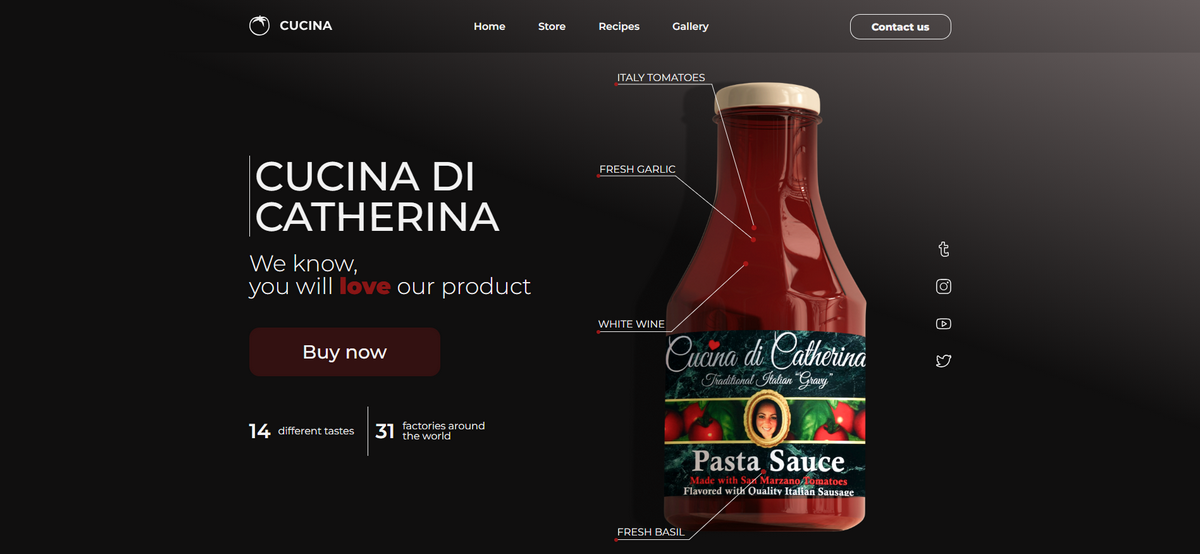 CUCINA
Home
Store
Recipes
Gallery
Contact us
ITALY TOMATOES
FRESH GARLIC
CUCINA DI
CATHERINA
We know,
you will love our product
WHITE WINE
Buy now
14 different tastes
31 factories around
the world
Cucina di Catherina
Traditional Italian "Gravy"
Pasta Sauce
Made with San Marzano Tomatoes
Flavored with Quality Italian Sausage
FRESH BASIL